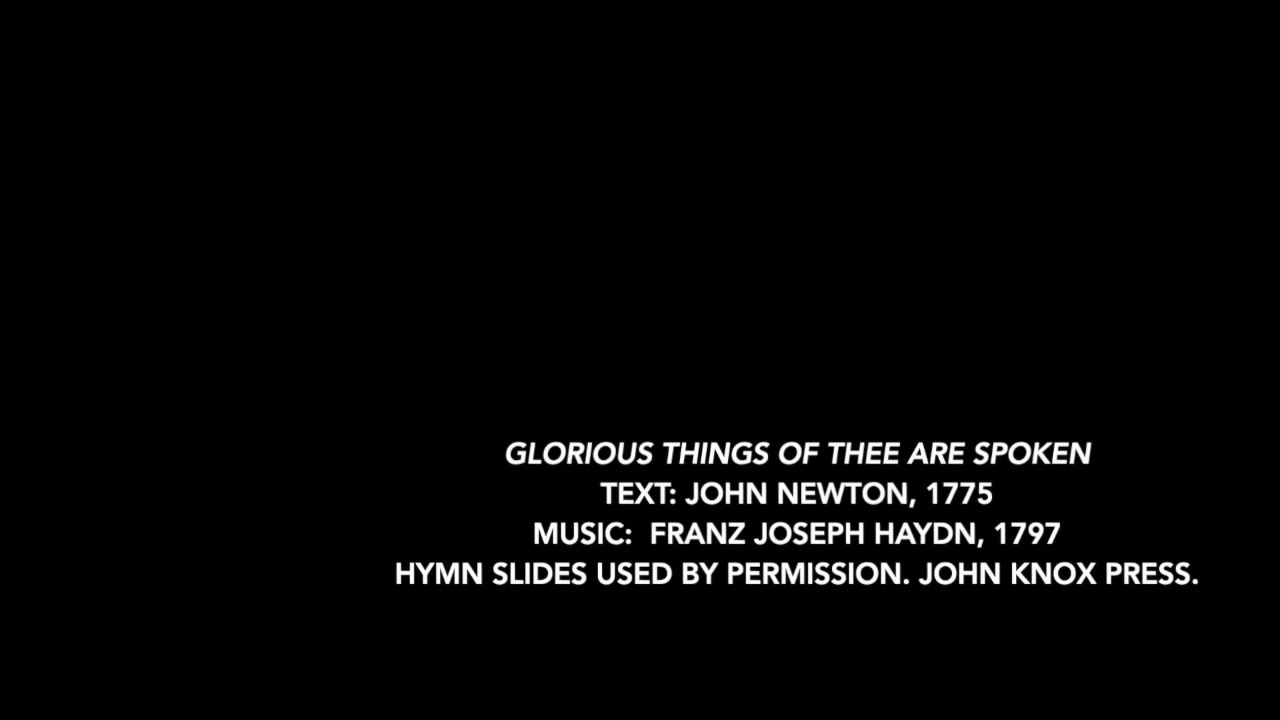 GLORIOUS THINGS OF THEE ARE SPOKEN
TEXT: JOHN NEWTON, 1775
MUSIC:  FRANZ JOSEPH HAYDN, 1797
HYMN SLIDES USED BY PERMISSION. JOHN KNOX PRESS.